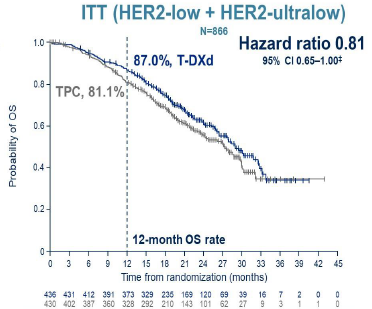 ITT (HER2-low + HER2-ultralow)
N=866
Hazard ratio 0.81
95% CI 0.65–1.00‡
87.0%, T-DXd
TPC, 81.1%
12-month OS rate
Probability of OS
1.0
0.8
0.6
0.4
0.2
0
0 3 6 9 12 15 18 21 24 27 30 33 36 39 42 45
Time from randomization (months)
436 431 412 391 373 329 235 169 120 69 39 16 7 2 0 0
430 402 387 360 328 292 210 143 101 62 27 9 3 1 1 0